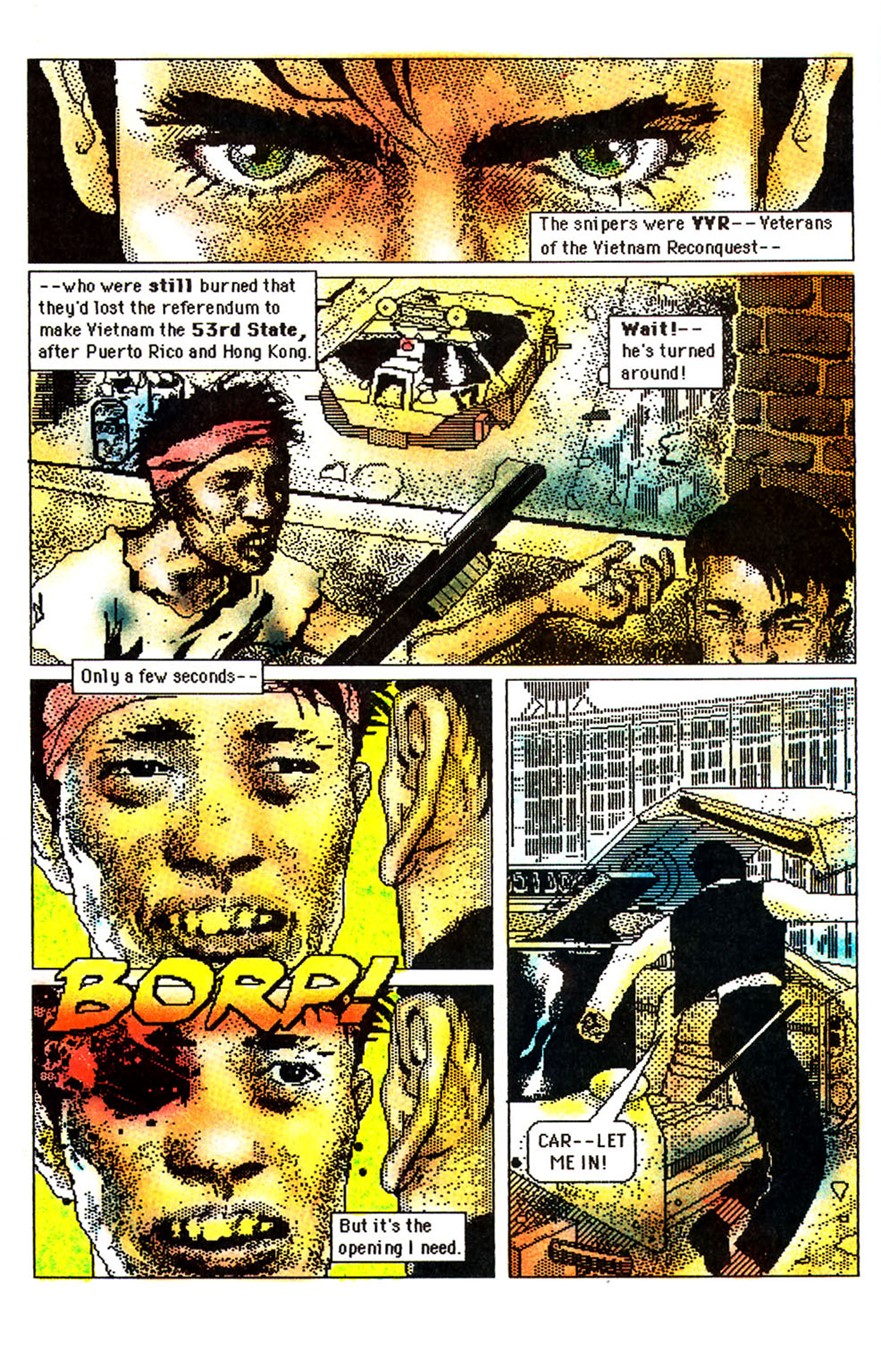 The snipers were VVR--Veterans
of the Vietnam Reconquest--
--who were still burned that
they'd lost the referendum to
make Vietnam the 53rd State,
after Puerto Rico and Hong Kong.
Wait!--
he's turned
around!
Only a few seconds--
BORP!
But it's the
opening I need.
CAR--LET
ME IN!